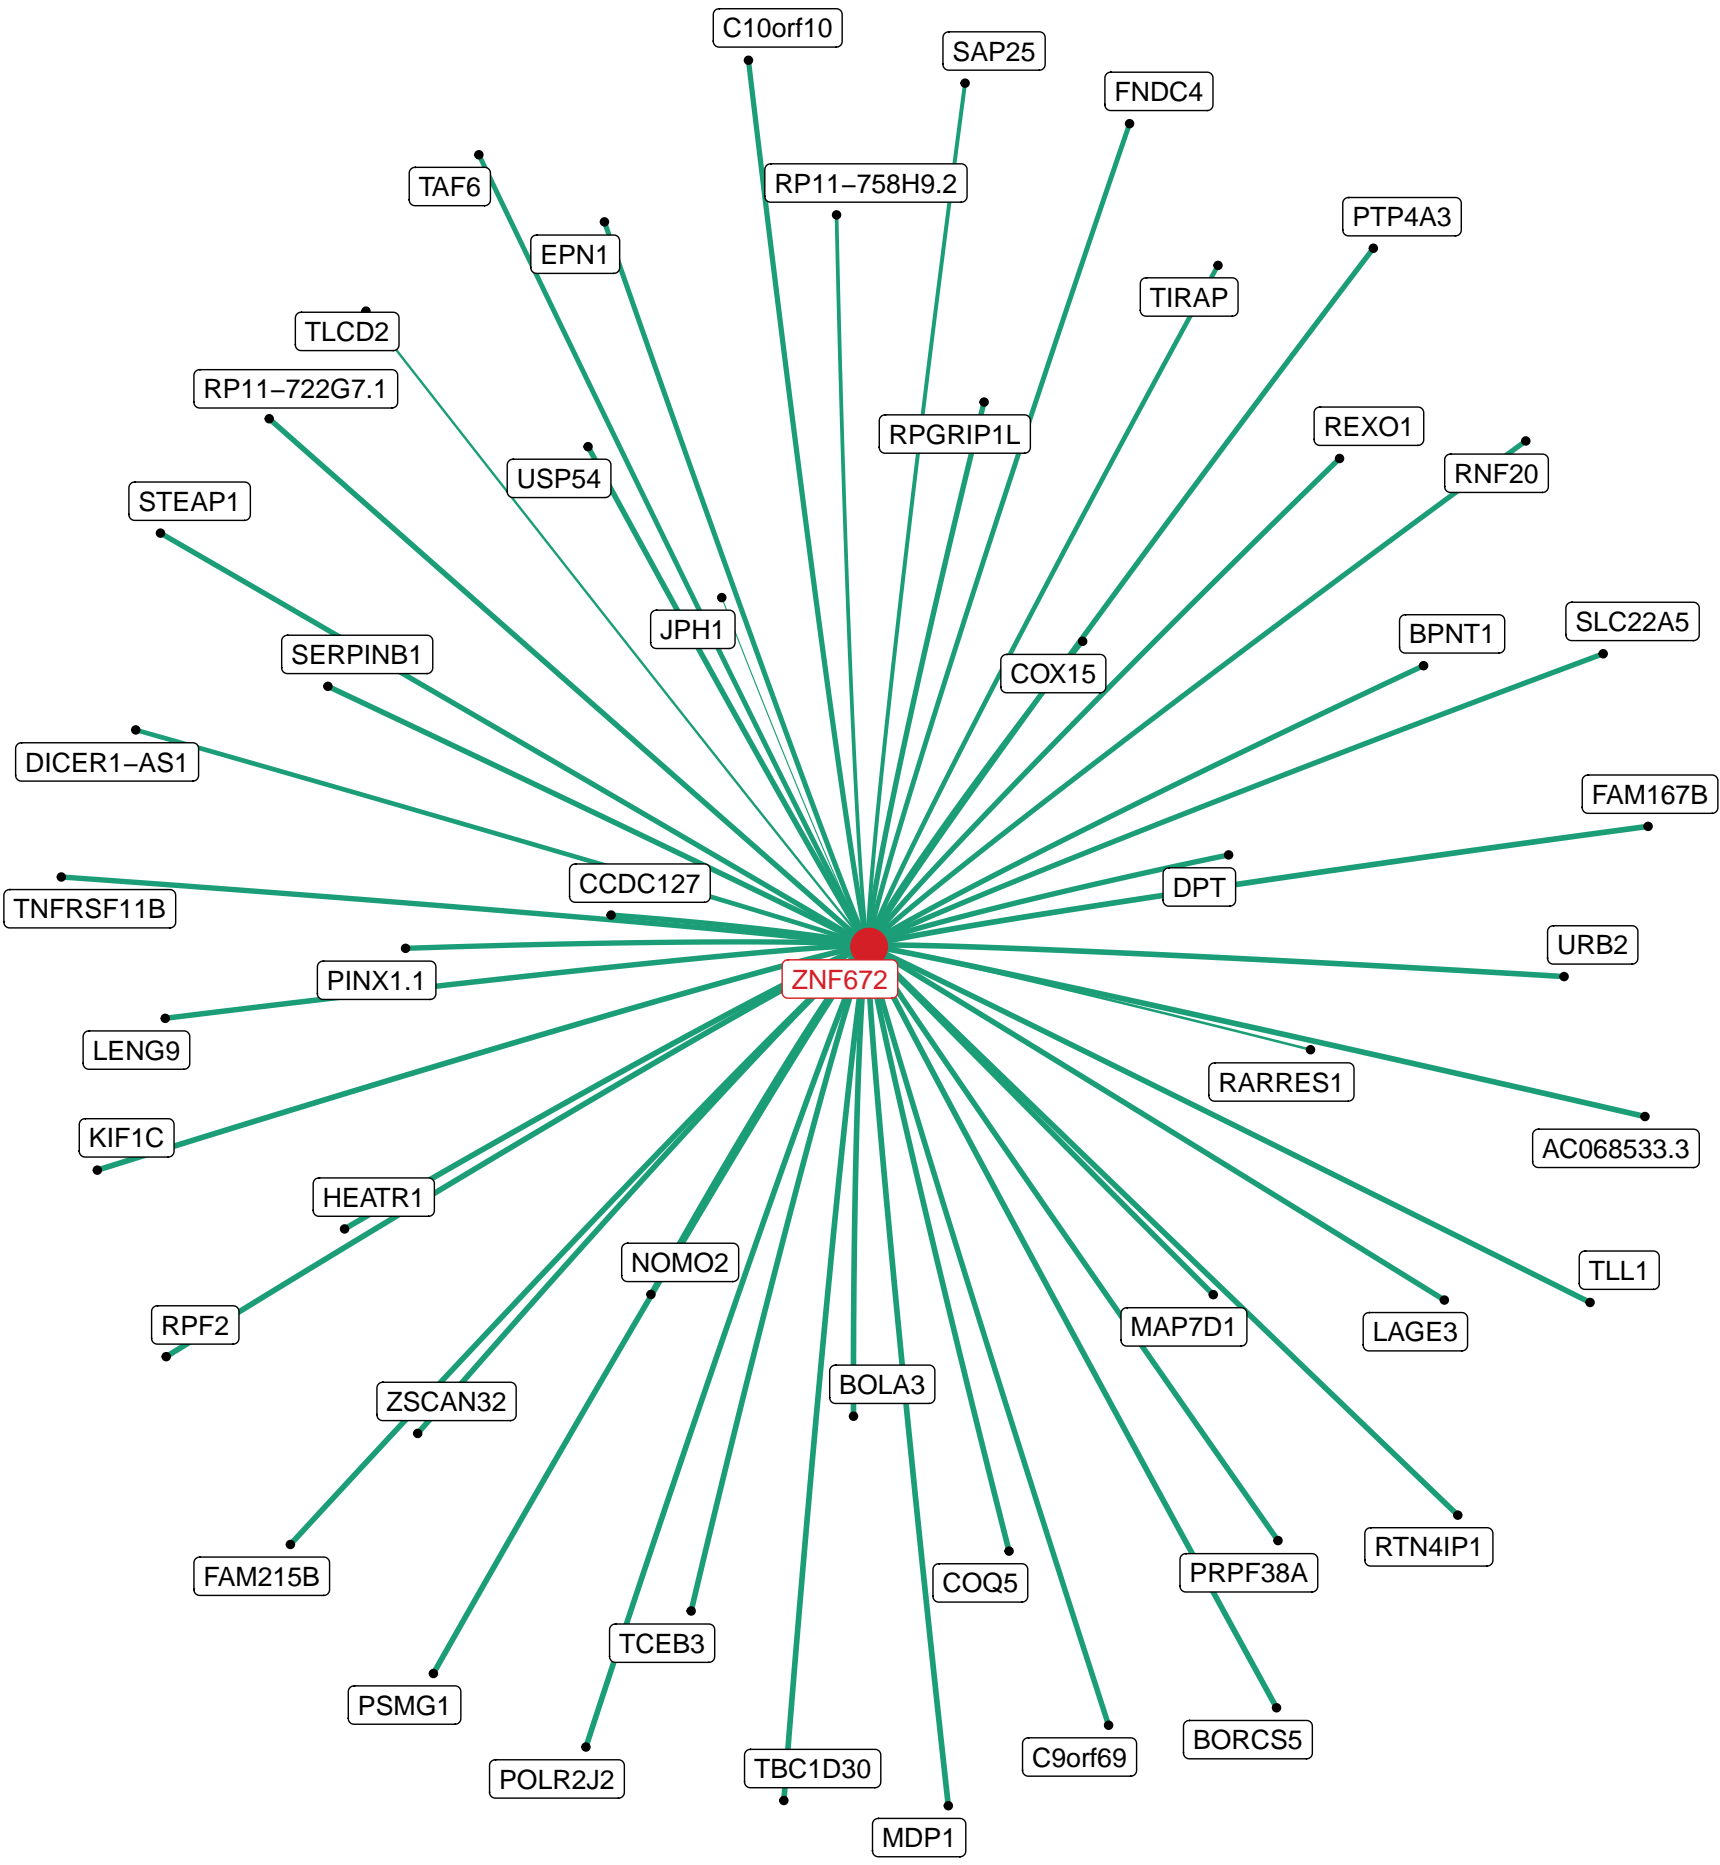 C10orf10
SAP25
FNDC4
RP11−758H9.2
TAF6
PTP4A3
EPN1
TIRAP
TLCD2
RP11−722G7.1
REXO1
RPGRIP1L
RNF20
USP54
STEAP1
SLC22A5
JPH1
BPNT1
SERPINB1
COX15
DICER1−AS1
FAM167B
CCDC127
DPT
TNFRSF11B
URB2
PINX1.1
ZNF672
LENG9
RARRES1
KIF1C
AC068533.3
HEATR1
NOMO2
TLL1
RPF2
MAP7D1
LAGE3
BOLA3
ZSCAN32
RTN4IP1
PRPF38A
FAM215B
COQ5
TCEB3
PSMG1
BORCS5
C9orf69
TBC1D30
POLR2J2
MDP1